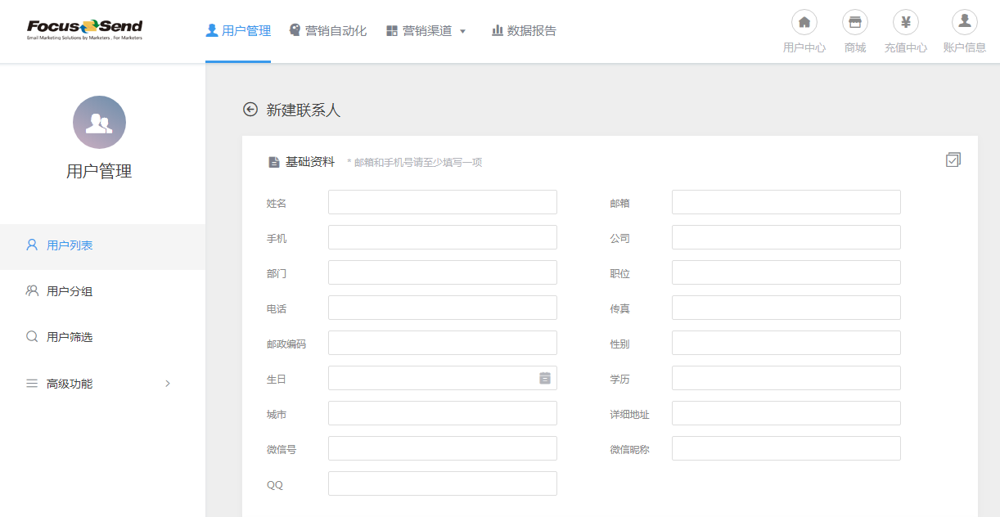 Focus Send
Email Marketing Solutions by Marketers , For Marketers
用户管理
营销自动化
营销渠道
数据报告
用户中心
商城
¥
充值中心
账户信息
用户管理
用户列表
用户分组
用户筛选
高级功能
新建联系人
基础资料 * 邮箱和手机号请至少填写一项
姓名 邮箱
手机 公司
部门 职位
电话 传真
邮政编码 性别
生日 学历
城市 详细地址
微信号 微信昵称
QQ